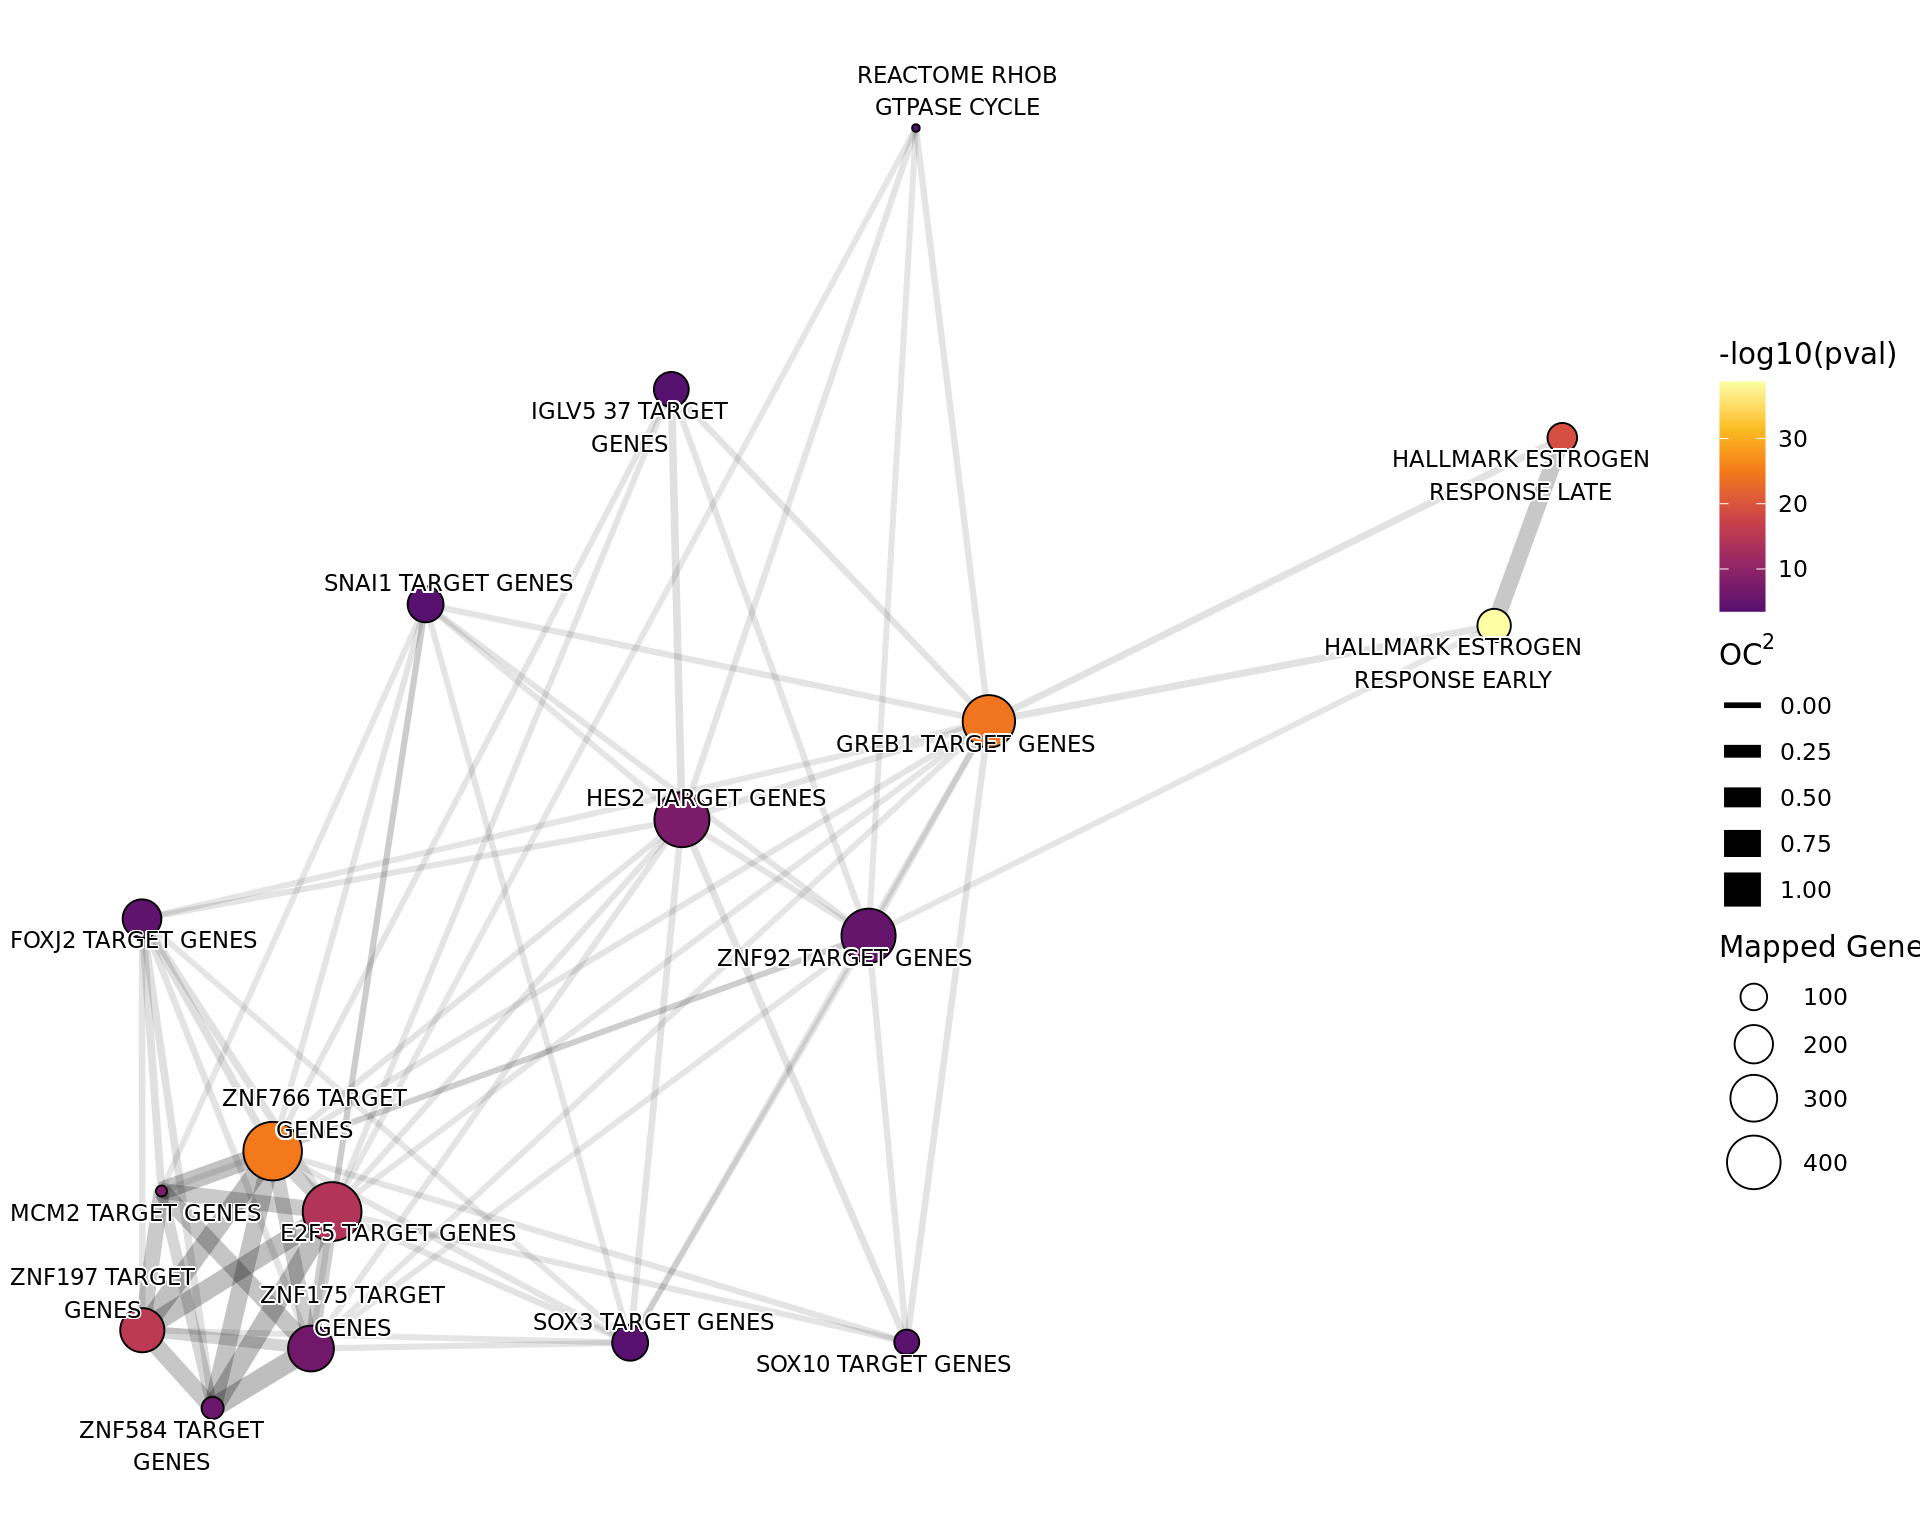 REACTOME RHOB
GTPASE CYCLE
IGLV5 37 TARGET
GENES
HALLMARK ESTROGEN
RESPONSE LATE
SNAI1 TARGET GENES
HALLMARK ESTROGEN
RESPONSE EARLY
GREB1 TARGET GENES
HES2 TARGET GENES
FOXJ2 TARGET GENES
ZNF92 TARGET GENES
ZNF766 TARGET
GENES
MCM2 TARGET GENES
E2F5 TARGET GENES
ZNF197 TARGET
GENES
ZNF175 TARGET
GENES
SOX3 TARGET GENES
SOX10 TARGET GENES
ZNF584 TARGET
GENES
-log10(pval)
30
20
10
OC²
0.00
0.25
0.50
0.75
1.00
Mapped Gene
100
200
300
400